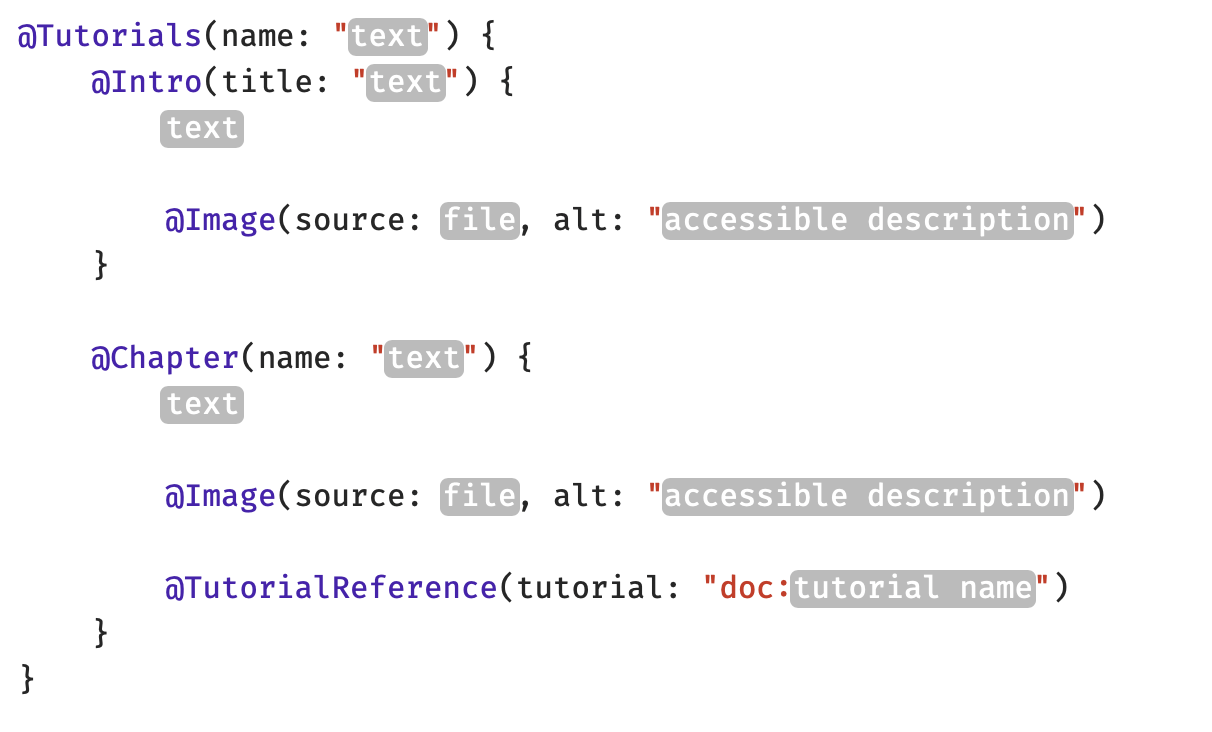 @Tutorials(name: "text") {
@Intro(title: "text") {
text
@Image(source: file, alt: "accessible description")
}
@Chapter(name: "text") {
text
@Image(source: file, alt: "accessible description")
@TutorialReference(tutorial: "doc:tutorial name")
}
}